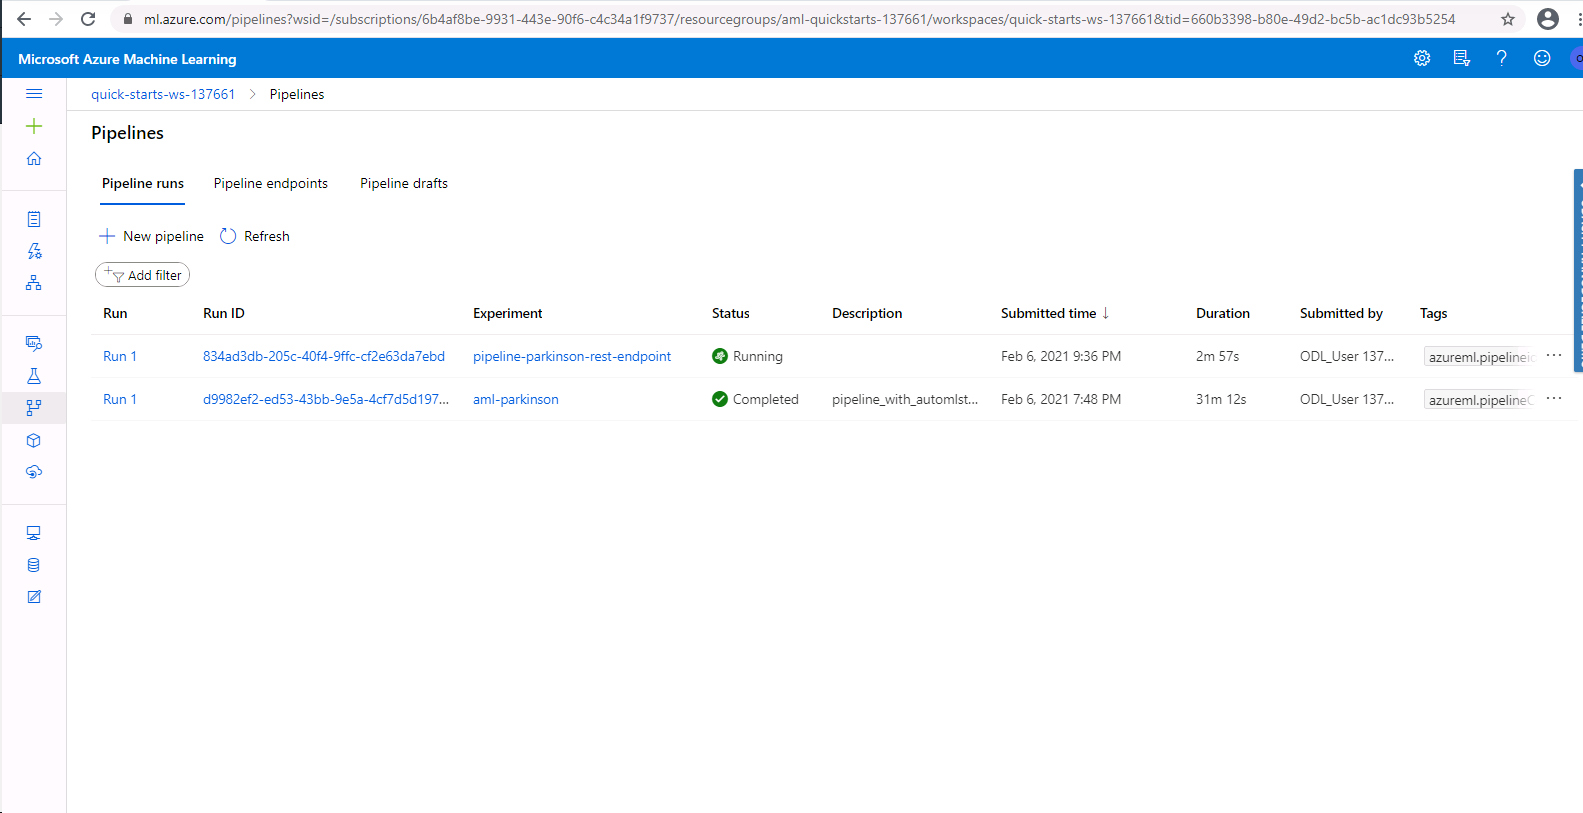 ml.azure.com/pipelines?wsid=/subscriptions/6b4af8be-9931-443e-90f6-c4c34a1f9737/resourcegroups/aml-quickstarts-137661/workspaces/quick-starts-ws-137661&tid=660b3398-b80e-49d2-bc5b-ac1dc93b5254
Microsoft Azure Machine Learning
quick-starts-ws-137661 > Pipelines
Pipelines
Pipeline runs Pipeline endpoints Pipeline drafts
New pipeline Refresh
Add filter
Run Run ID Experiment Status Description Submitted time ↓ Duration Submitted by Tags
Run 1 834ad3db-205c-40f4-9ffc-cf2e63da7ebd pipeline-parkinson-rest-endpoint Running Feb 6, 2021 9:36 PM 2m 57s ODL_User 137... azureml.pipelineid ...
Run 1 d9982ef2-ed53-43bb-9e5a-4cf7d5d197... aml-parkinson Completed pipeline_with_automlst... Feb 6, 2021 7:48 PM 31m 12s ODL_User 137... azureml.pipelineC ...